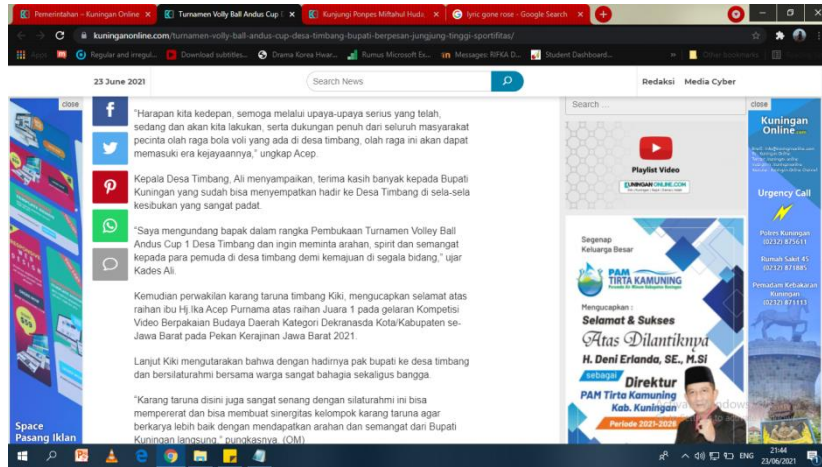 Pemerintahan – Kuningan Online
Turnamen Volly Ball Andus Cup
Kunjungi Ponpes Miftahul Huda
lyric gone rose - Google Search
kuninganonline.com/turnamen-volly-ball-andus-cup-desa-timbang-bupati-berpesan-jungjung-tinggi-sportifitas/
Apps
Regular and irregul...
Download subtitles...
Drama Korea Hwar...
Rumus Microsoft Ex...
Messages: RIFKA D...
Student Dashboard...
Other bookmarks
23 June 2021
Search News
Redaksi Media Cyber
close
"Harapan kita kedepan, semoga melalui upaya-upaya serius yang telah,
sedang dan akan kita lakukan, serta dukungan penuh dari seluruh masyarakat
pecinta olah raga bola voli yang ada di desa timbang, olah raga ini akan dapat
memasuki era kejayaannya," ungkap Acep.
Kepala Desa Timbang, Ali menyampaikan, terima kasih banyak kepada Bupati
Kuningan yang sudah bisa menyempatkan hadir ke Desa Timbang di sela-sela
kesibukan yang sangat padat.
"Saya mengundang bapak dalam rangka Pembukaan Turnamen Volley Ball
Andus Cup 1 Desa Timbang dan ingin meminta arahan, spirit dan semangat
kepada para pemuda di desa timbang demi kemajuan di segala bidang," ujar
Kades Ali.
Kemudian perwakilan karang taruna timbang Kiki, mengucapkan selamat atas
raihan ibu Hj.Ika Acep Purnama atas raihan Juara 1 pada gelaran Kompetisi
Video Berpakaian Budaya Daerah Kategori Dekranasda Kota/Kabupaten se-
Jawa Barat pada Pekan Kerajinan Jawa Barat 2021.
Lanjut Kiki mengutarakan bahwa dengan hadirnya pak bupati ke desa timbang
dan bersilaturahmi bersama warga sangat bahagia sekaligus bangga.
"Karang taruna disini juga sangat senang dengan silaturahmi ini bisa
mempererat dan bisa membuat sinergitas kelompok karang taruna agar
berkarya lebih baik dengan mendapatkan arahan dan semangat dari Bupati
Kuningan langsung," pungkasnya. (OM)
Space
Pasang Iklan
Search ...
Playlist Video
KUNINGANONLINE.COM
Segenap
Keluarga Besar
PAM
TIRTA KAMUNING
Mengucapkan :
Selamat & Sukses
Atas Dilantiknya
H. Deni Erlanda, SE., M.Si
sebagai
Direktur
PAM Tirta Kamuning
Kab. Kuningan
Periode 2021-2026
close
Kuningan
Online.com
Urgency Call
Polres Kuningan
(0232) 875611
Rumah Sakit 45
(0232) 871885
Pemadam Kebakaran
Kuningan
(0232) 871113
ENG
21:44
23/06/2021